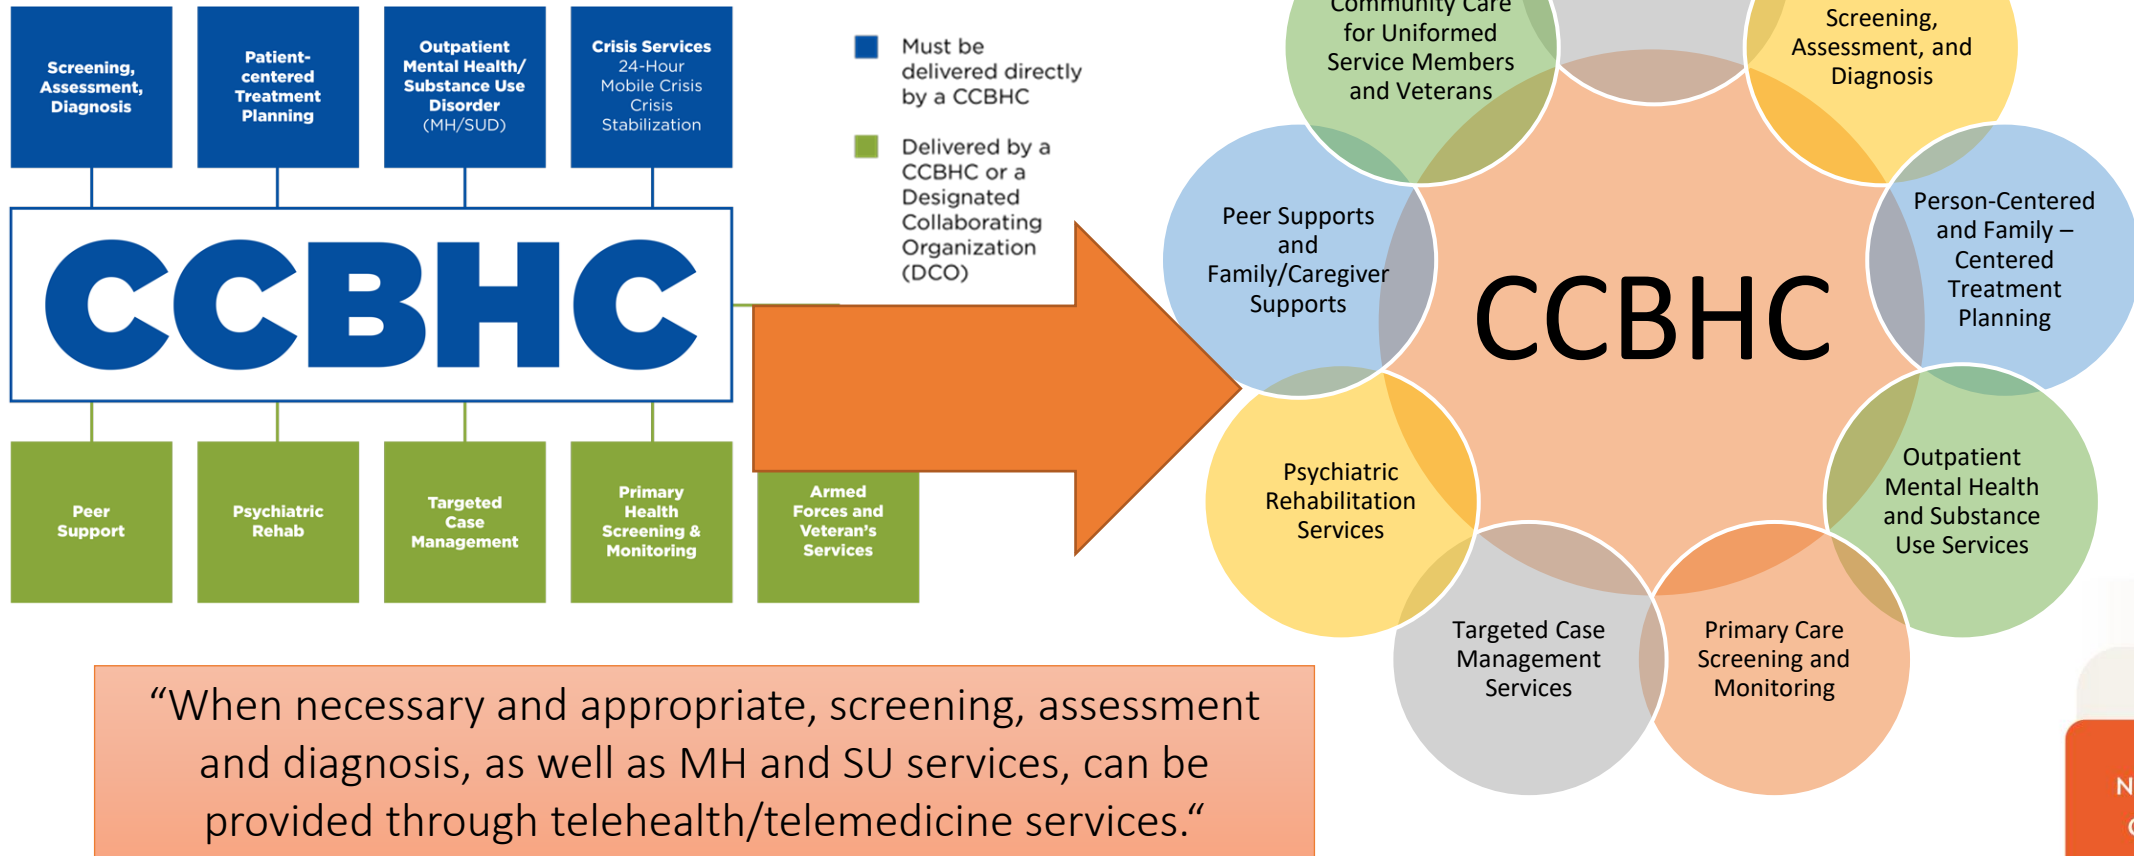 Screening,
Assessment,
Diagnosis
Patient-
centered
Treatment
Planning
Outpatient
Mental Health/
Substance Use
Disorder
(MH/SUD)
Crisis Services
24-Hour
Mobile Crisis
Crisis
Stabilization
CCBHC
Peer
Support
Psychiatric
Rehab
Targeted
Case
Management
Primary
Health
Screening &
Monitoring
Armed
Forces and
Veteran's
Services
Must be
delivered directly
by a CCBHC
Delivered by a
CCBHC or a
Designated
Collaborating
Organization
(DCO)
Community Care
for Uniformed
Service Members
and Veterans
Screening,
Assessment, and
Diagnosis
Peer Supports
and
Family/Caregiver
Supports
CCBHC
Person-Centered
and Family –
Centered
Treatment
Planning
Psychiatric
Rehabilitation
Services
Outpatient
Mental Health
and Substance
Use Services
Targeted Case
Management
Services
Primary Care
Screening and
Monitoring
“When necessary and appropriate, screening, assessment
and diagnosis, as well as MH and SU services, can be
provided through telehealth/telemedicine services.“